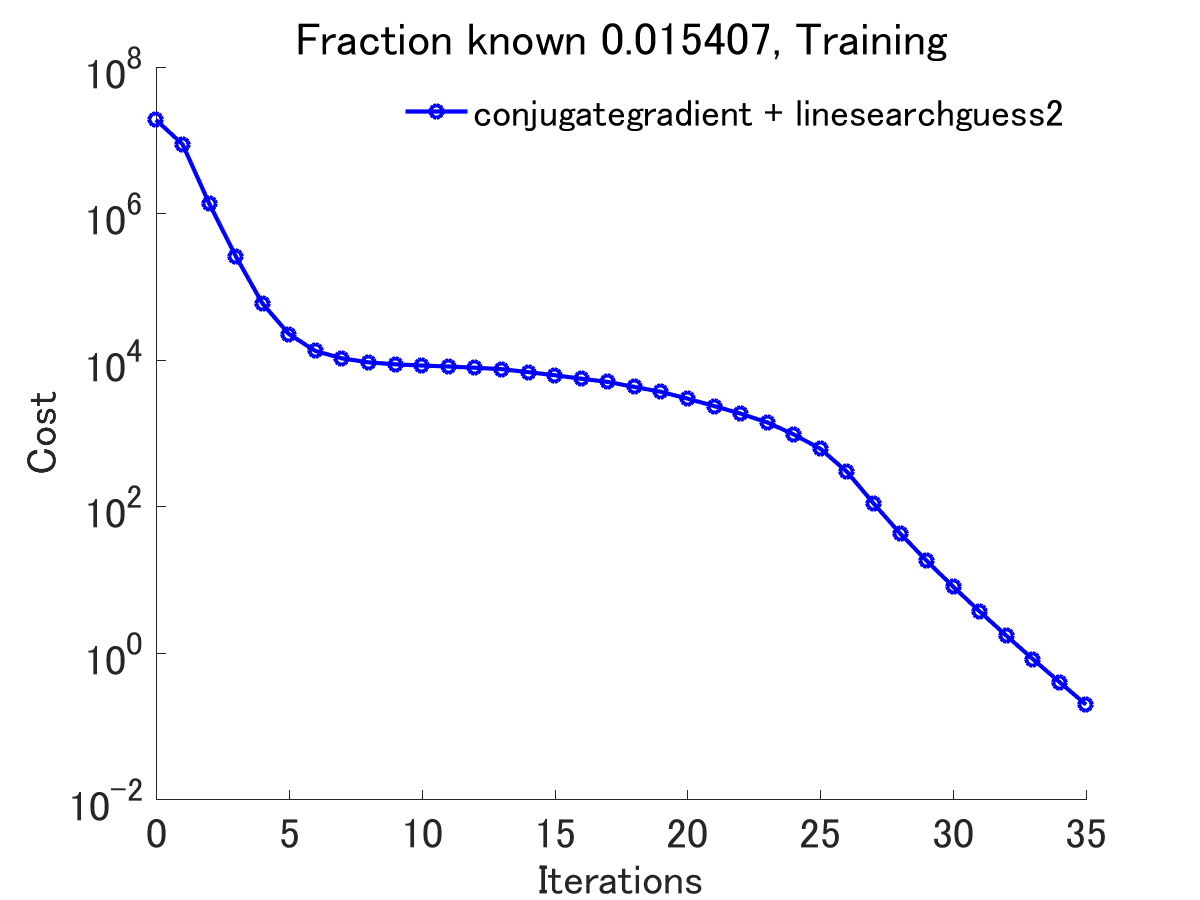 Fraction known 0.015407, Training
conjugategradient + linesearchguess2
10^8
10^6
10^4
10^2
10^0
10^-2
Cost
0 5 10 15 20 25 30 35
Iterations